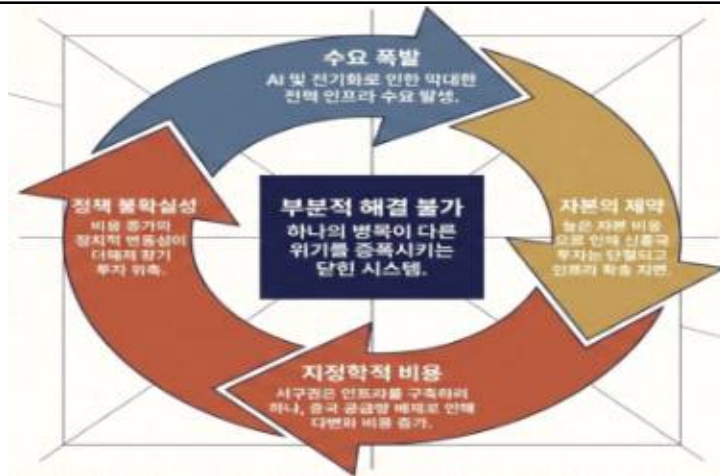 수요 폭발
AI 및 전기화로 인한 막대한
전력 인프라 수요 발생.
자본의 제약
높은 자본 비용
으로 인해 신흥국
투자는 단절되고
인프라 확충 지연.
지정학적 비용
서구권은 인프라를 구축하려
하나, 중국 공급망 배제로 인해
다변화 비용 증가.
정책 불확실성
비용 증가와
정치적 변동성이
더해져 장기
투자 위축.
부분적 해결 불가
하나의 병목이 다른
위기를 증폭시키는
닫힌 시스템.